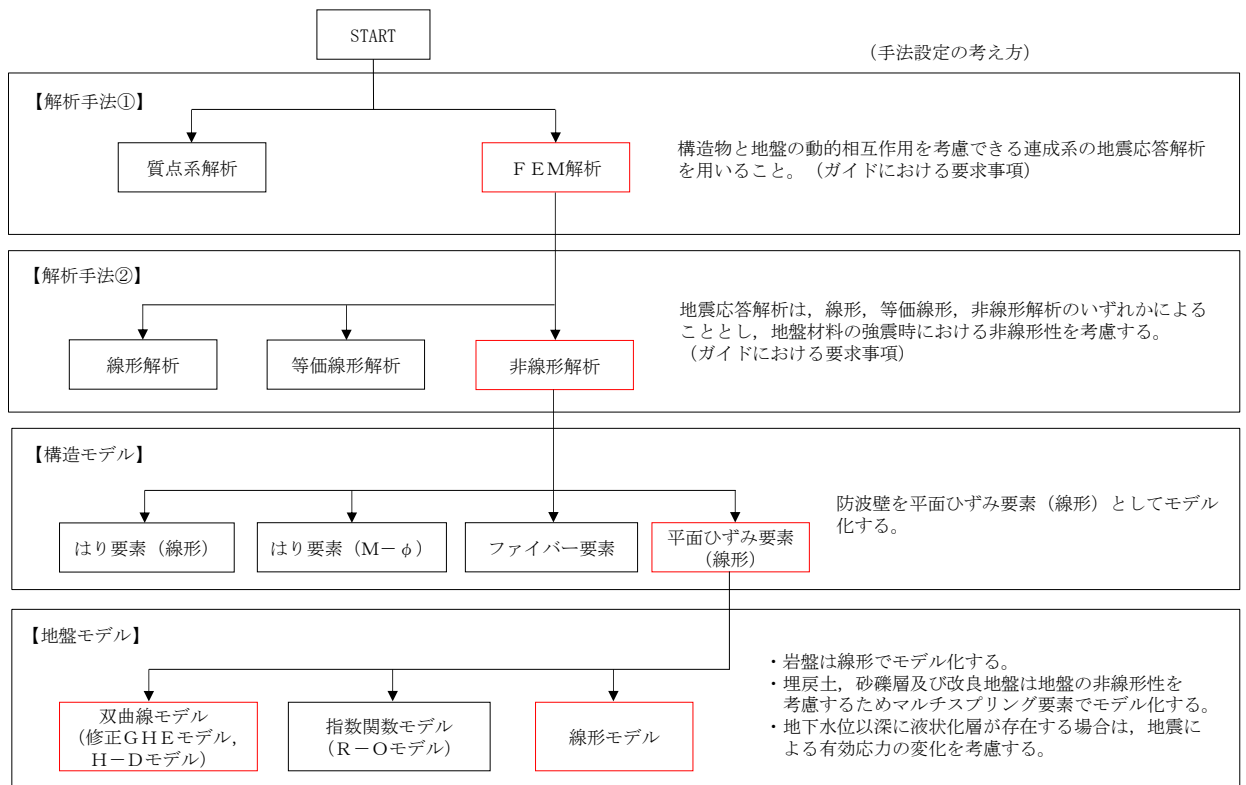 START
(手法設定の考え方)
【解析手法①】
質点系解析
ＦＥＭ解析
構造物と地盤の動的相互作用を考慮できる連成系の地震応答解析
を用いること。（ガイドにおける要求事項）
【解析手法②】
線形解析
等価線形解析
非線形解析
地震応答解析は，線形，等価線形，非線形解析のいずれかによる
こととし，地盤材料の強震時における非線形性を考慮する。
（ガイドにおける要求事項）
【構造モデル】
はり要素（線形）
はり要素（Ｍ－φ）
ファイバー要素
平面ひずみ要素
（線形）
防波壁を平面ひずみ要素（線形）としてモデル
化する。
【地盤モデル】
双曲線モデル
（修正ＧＨＥモデル，
Ｈ－Ｄモデル）
指数関数モデル
（Ｒ－Ｏモデル）
線形モデル
・岩盤は線形でモデル化する。
・埋戻土，砂礫層及び改良地盤は地盤の非線形性を
考慮するためマルチスプリング要素でモデル化する。
・地下水位以深に液状化層が存在する場合は，地震に
よる有効応力の変化を考慮する。